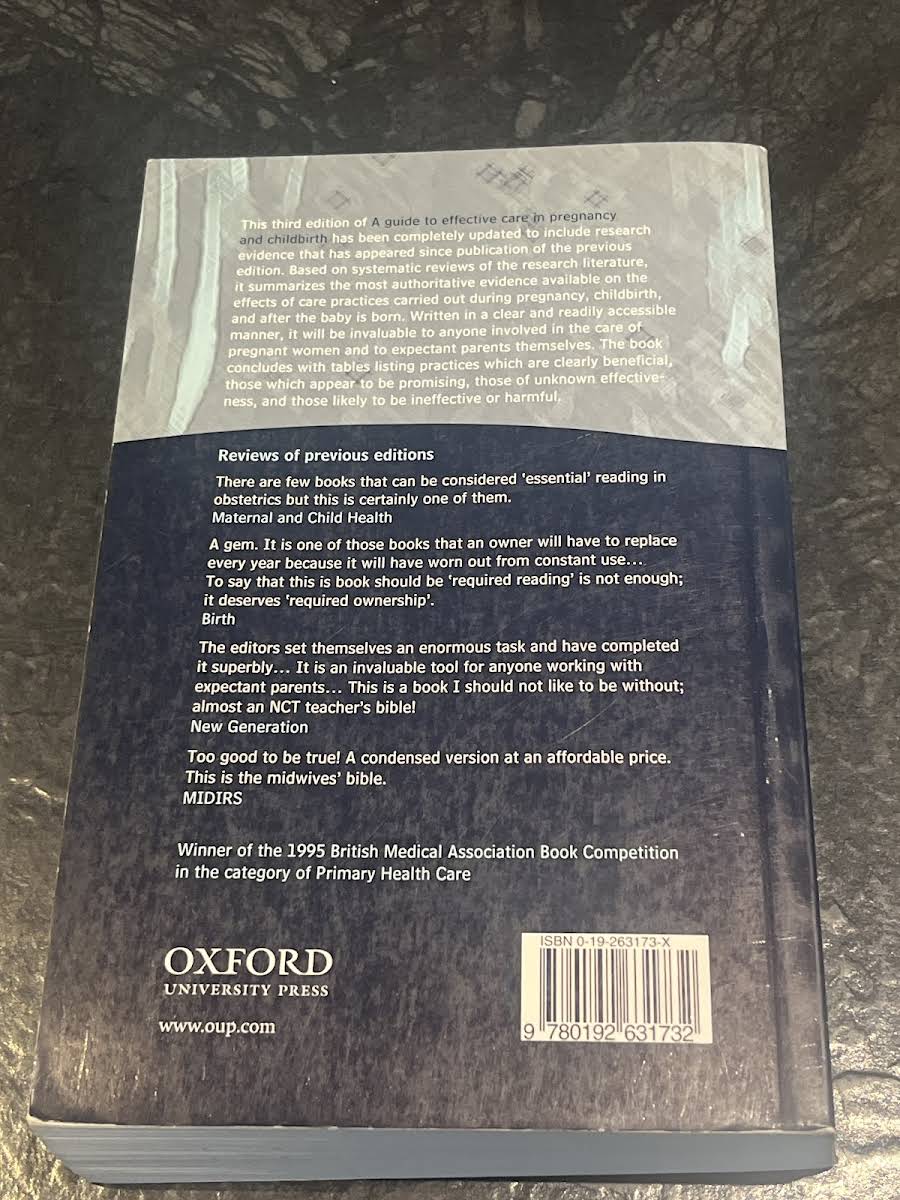 This third edition of A guide to effective care in pregnancy
and childbirth has been completely updated to include research
evidence that has appeared since publication of the previous
edition. Based on systematic reviews of the research literature,
it summarizes the most authoritative evidence available on the
effects of care practices carried out during pregnancy, childbirth,
and after the baby is born. Written in a clear and readily accessible
manner, it will be invaluable to anyone involved in the care of
pregnant women and to expectant parents themselves. The book
concludes with tables listing practices which are clearly beneficial,
those which appear to be promising, those of unknown effective-
ness, and those likely to be ineffective or harmful.
Reviews of previous editions
There are few books that can be considered 'essential' reading in
obstetrics but this is certainly one of them.
Maternal and Child Health
A gem. It is one of those books that an owner will have to replace
every year because it will have worn out from constant use...
To say that this is book should be 'required reading' is not enough;
it deserves 'required ownership'.
Birth
The editors set themselves an enormous task and have completed
it superbly... It is an invaluable tool for anyone working with
expectant parents... This is a book I should not like to be without;
almost an NCT teacher's bible!
New Generation
Too good to be true! A condensed version at an affordable price.
This is the midwives' bible.
MIDIRS
Winner of the 1995 British Medical Association Book Competition
in the category of Primary Health Care
OXFORD
UNIVERSITY PRESS
www.oup.com
ISBN 0-19-263173-X
9 780192 631732